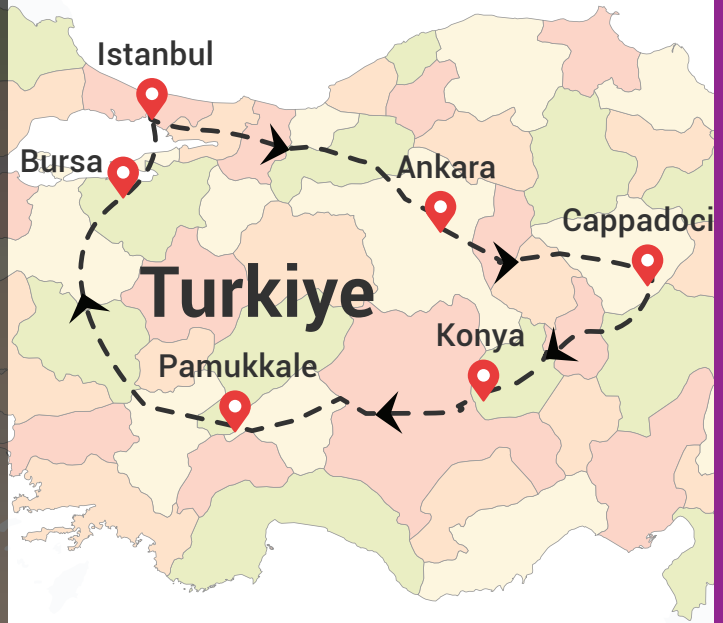 Istanbul
Bursa
Ankara
Cappadoci
Turkiye
Konya
Pamukkale